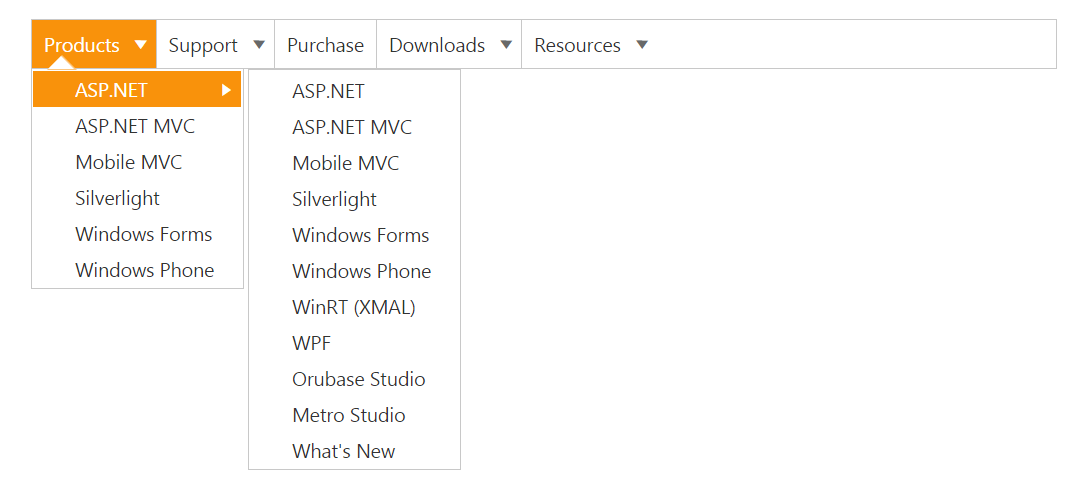 Products Support Purchase Downloads Resources
ASP.NET
ASP.NET MVC
Mobile MVC
Silverlight
Windows Forms
Windows Phone
ASP.NET
ASP.NET MVC
Mobile MVC
Silverlight
Windows Forms
Windows Phone
WinRT (XMAL)
WPF
Orubase Studio
Metro Studio
What's New